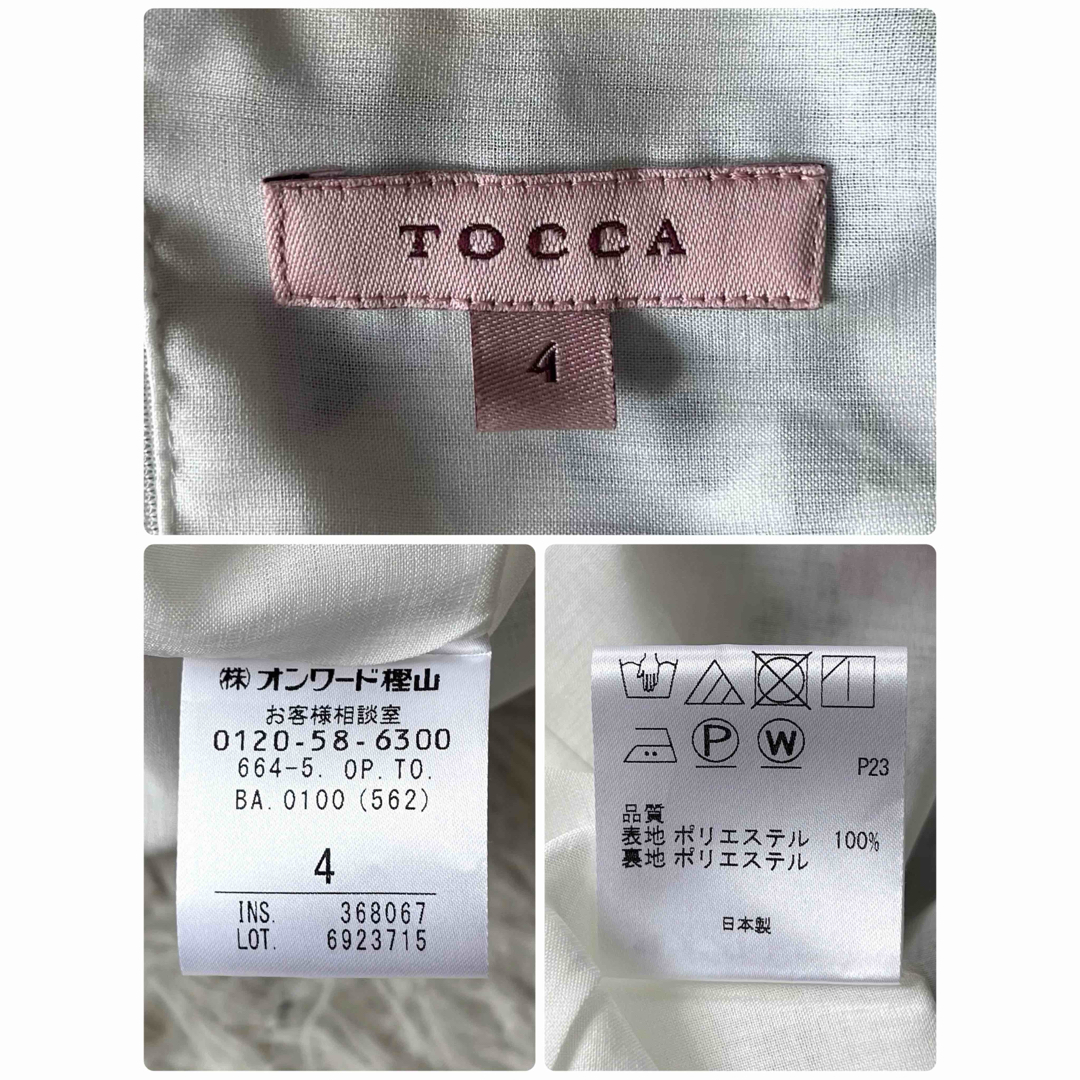 TOCCA
4
㈱オンワード樫山
お客様相談室
0120-58-6300
664-5. OP. TO.
BA. 0100 (562)
4
INS. 368067
LOT. 6923715
P W
P23
品質
表地 ポリエステル 100%
裏地 ポリエステル
日本製